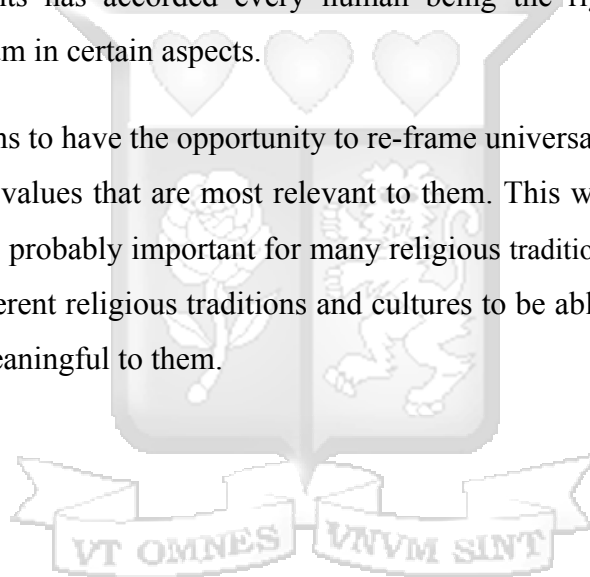 its has accorded every human being the ri
m in certain aspects.
ns to have the opportunity to re-frame universa
values that are most relevant to them. This w
probably important for many religious traditio
erent religious traditions and cultures to be abl
eaningful to them.
VT OMNES VNVM SINT